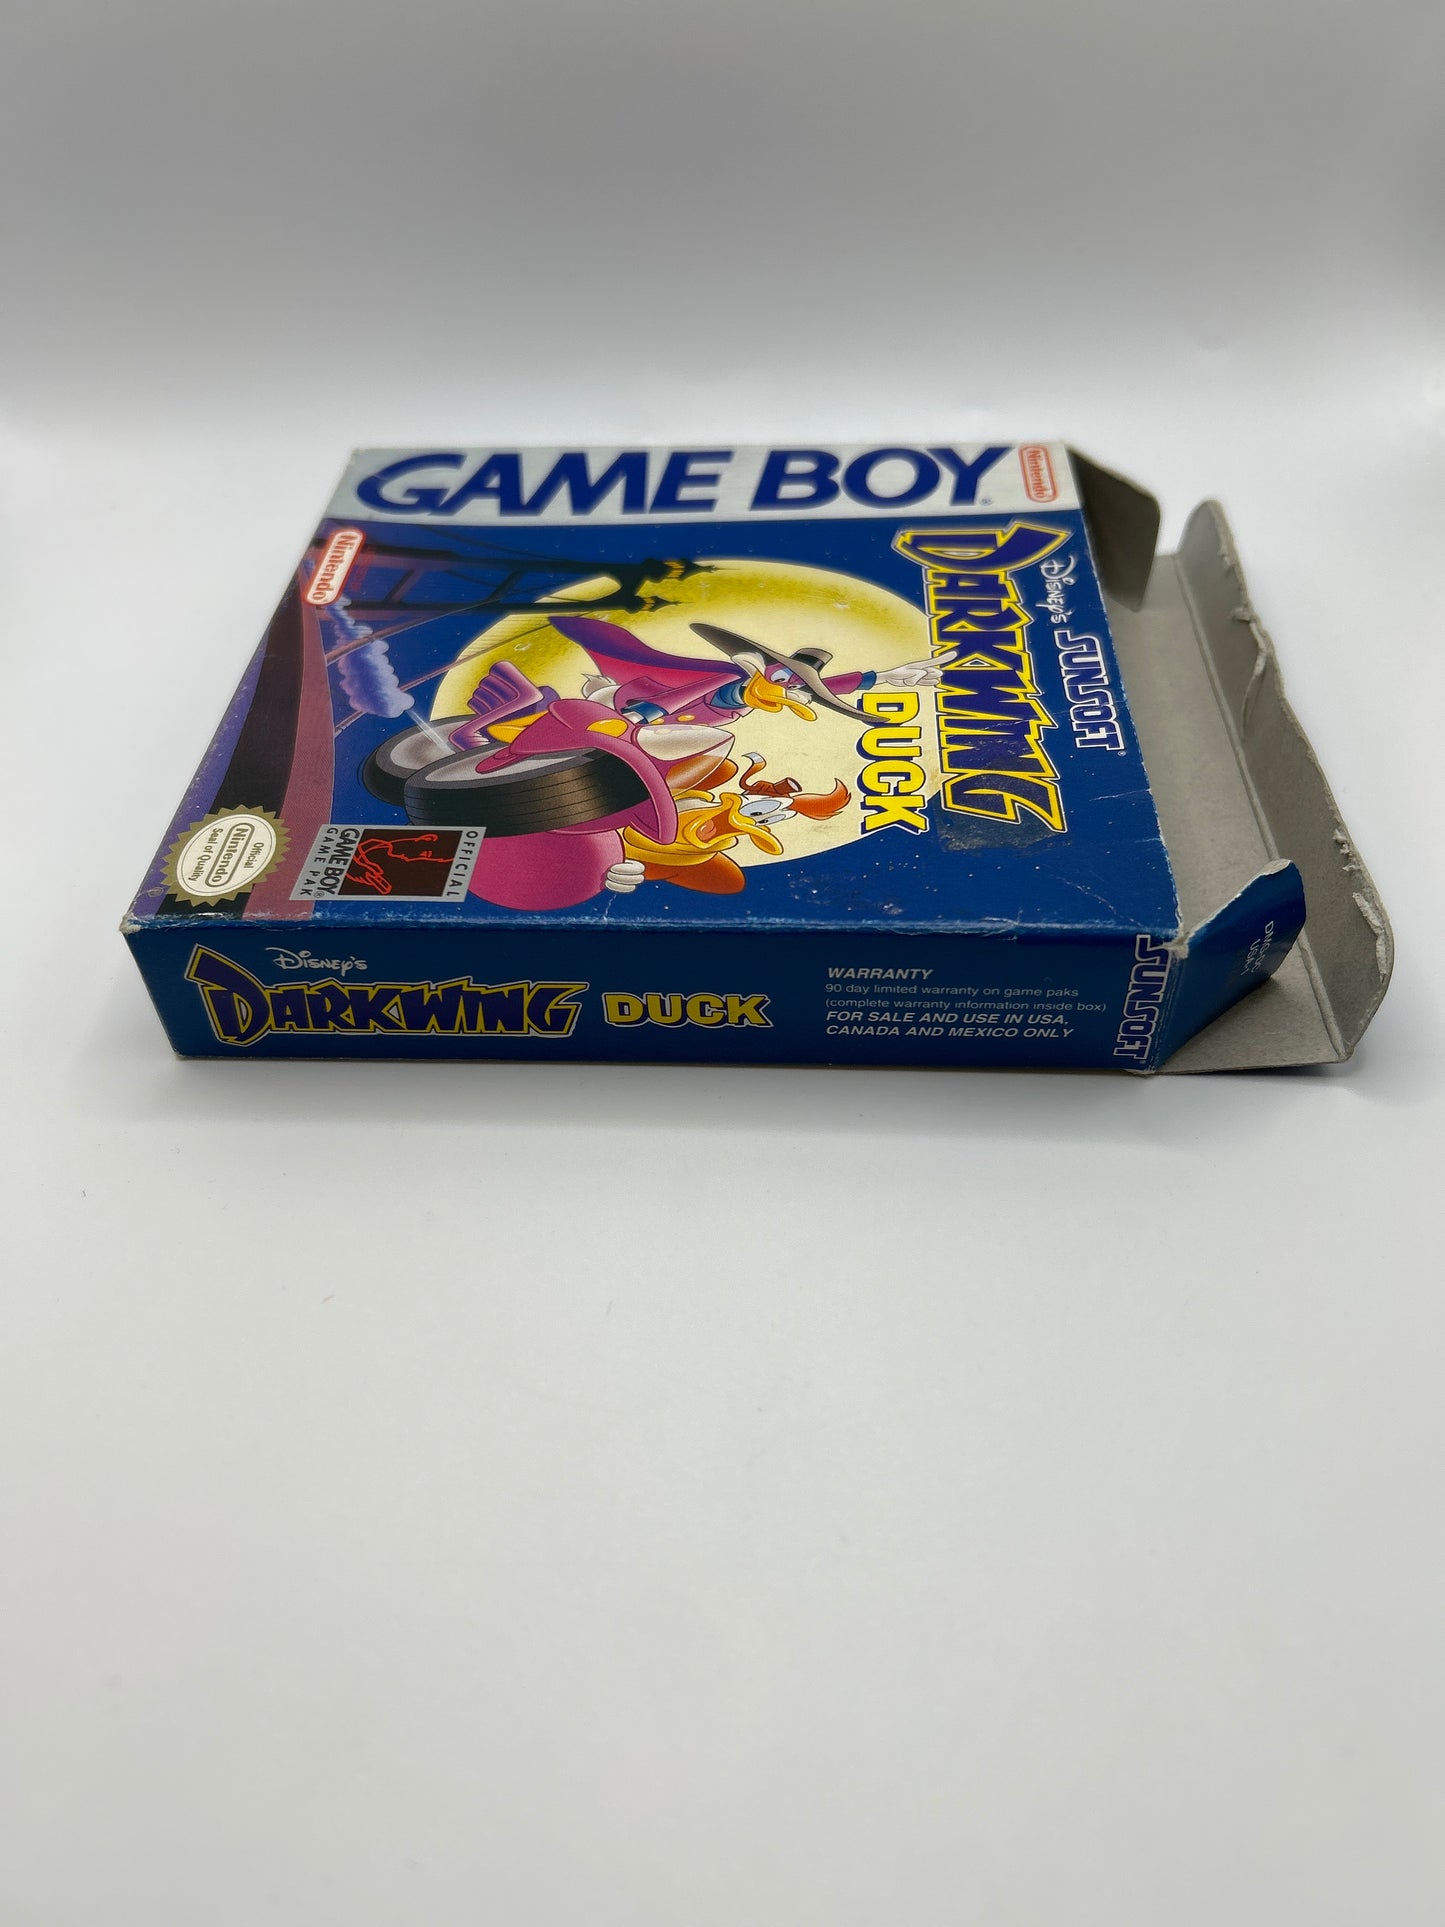 GAME BOY®
Nintendo
Nintendo
Disney's
SUNSOFT®
DARKWING
DUCK
Official
Nintendo
Seal of Quality
OFFICIAL
GAME BOY®
GAME PAK
Disney's
DARKWING DUCK
WARRANTY
90 day limited warranty on game paks
(complete warranty information inside box)
FOR SALE AND USE IN USA,
CANADA AND MEXICO ONLY
SUNSOFT®